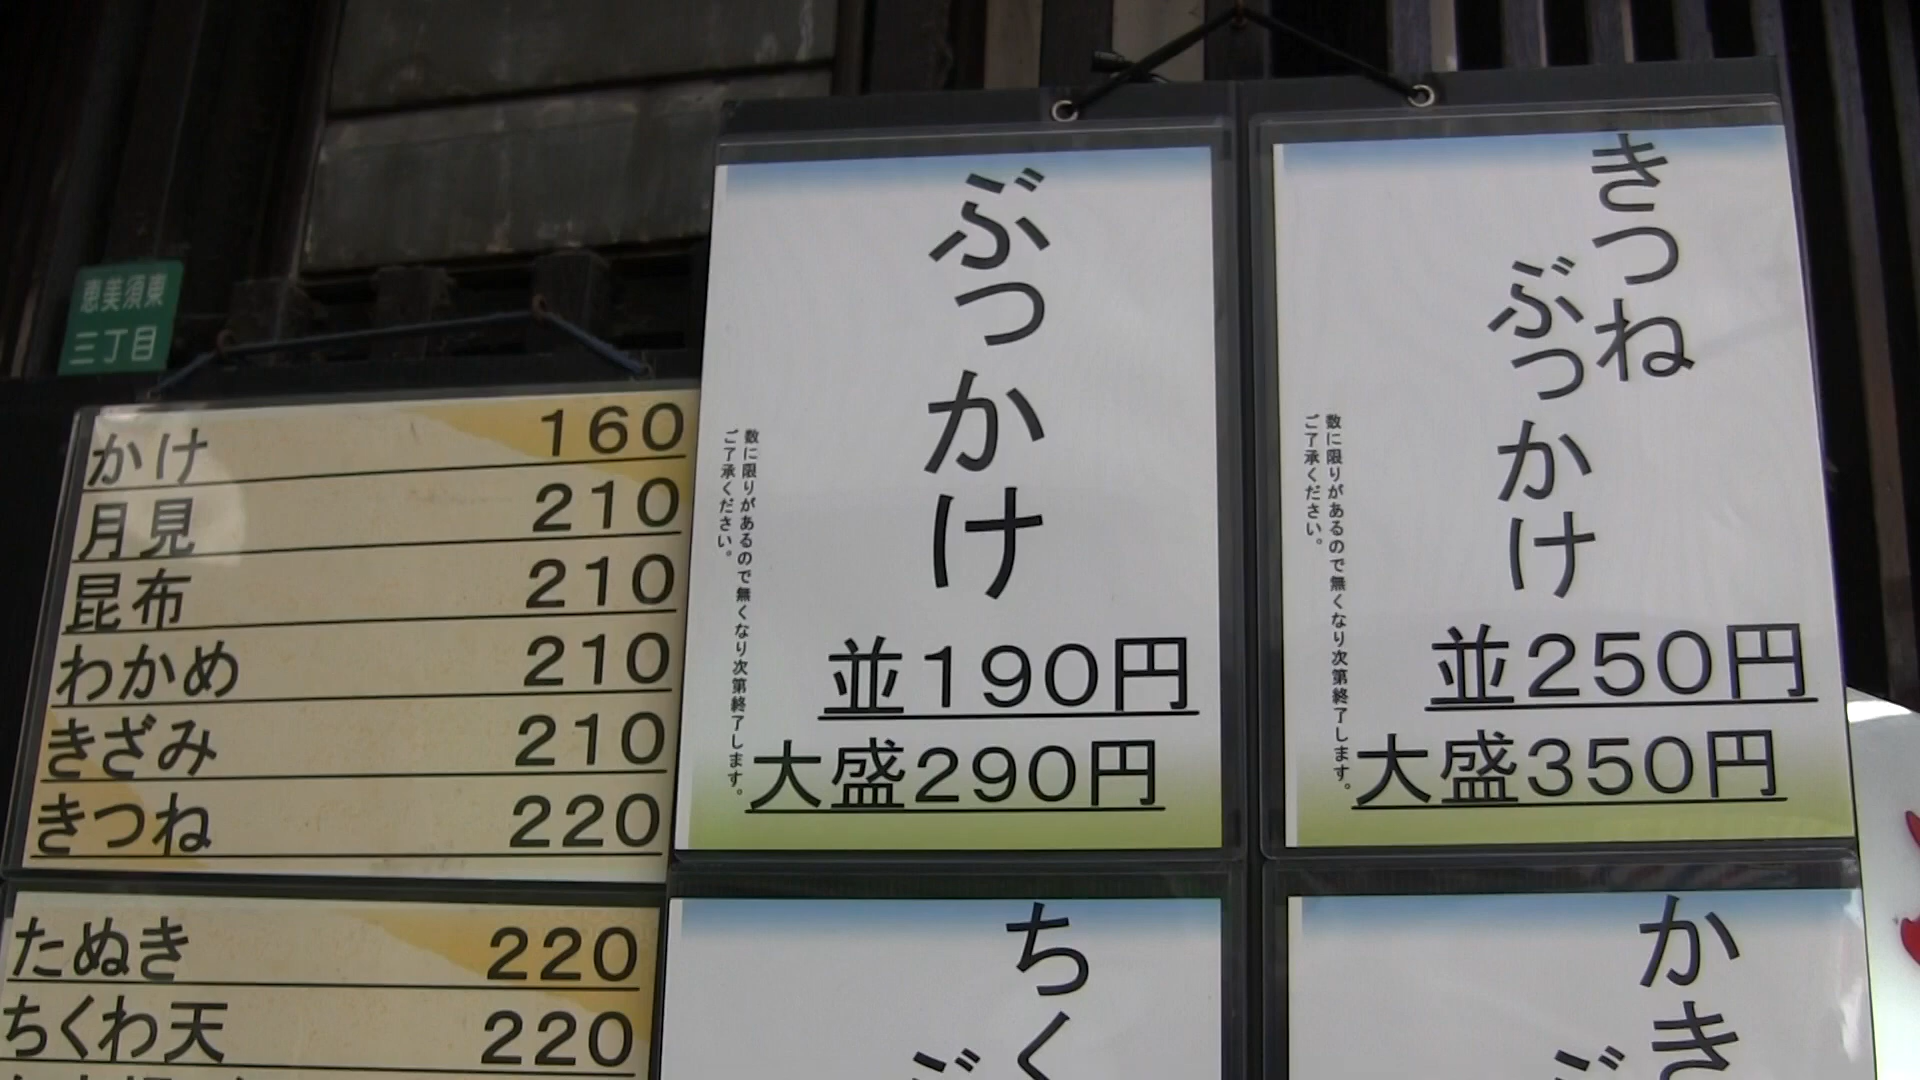 恵美須東
三丁目
かけ 160
月見 210
昆布 210
わかめ 210
きざみ 210
きつね 220
たぬき 220
ちくわ天 220
ぶっかけ
並190円
大盛290円
数に限りがあるので無くなり次第終了します。
ご了承ください。
きつね
ぶっかけ
並250円
大盛350円
数に限りがあるので無くなり次第終了します。
ご了承ください。
ちく
ぶ
かき
ぶ